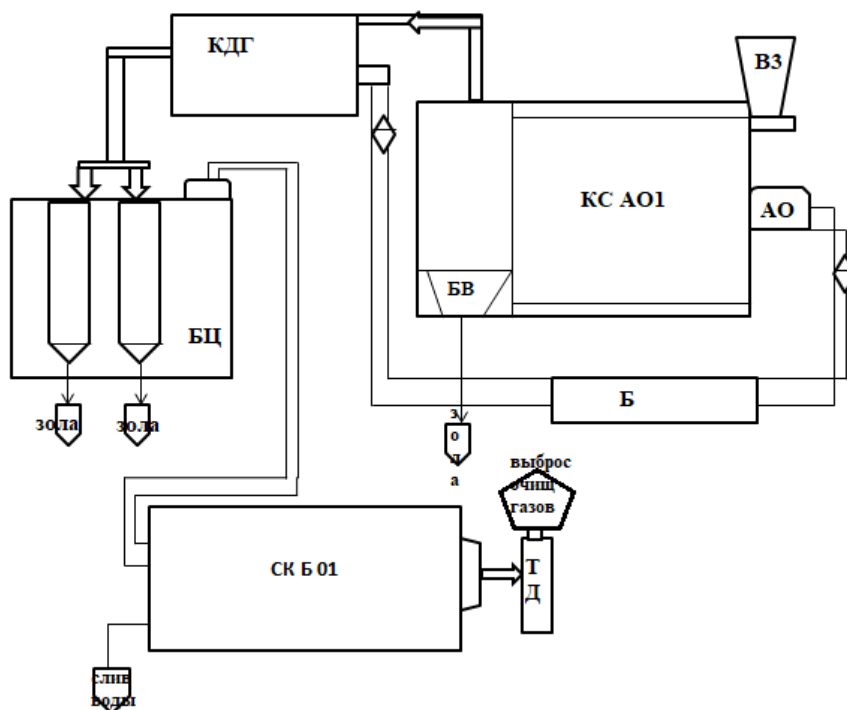 КДГ
ВЗ
КС АО1
АО
БВ
БЦ
Б
зола
зола
з
о
л
а
выброс
очищ
газов
СК Б 01
Т
Д
слив
воды